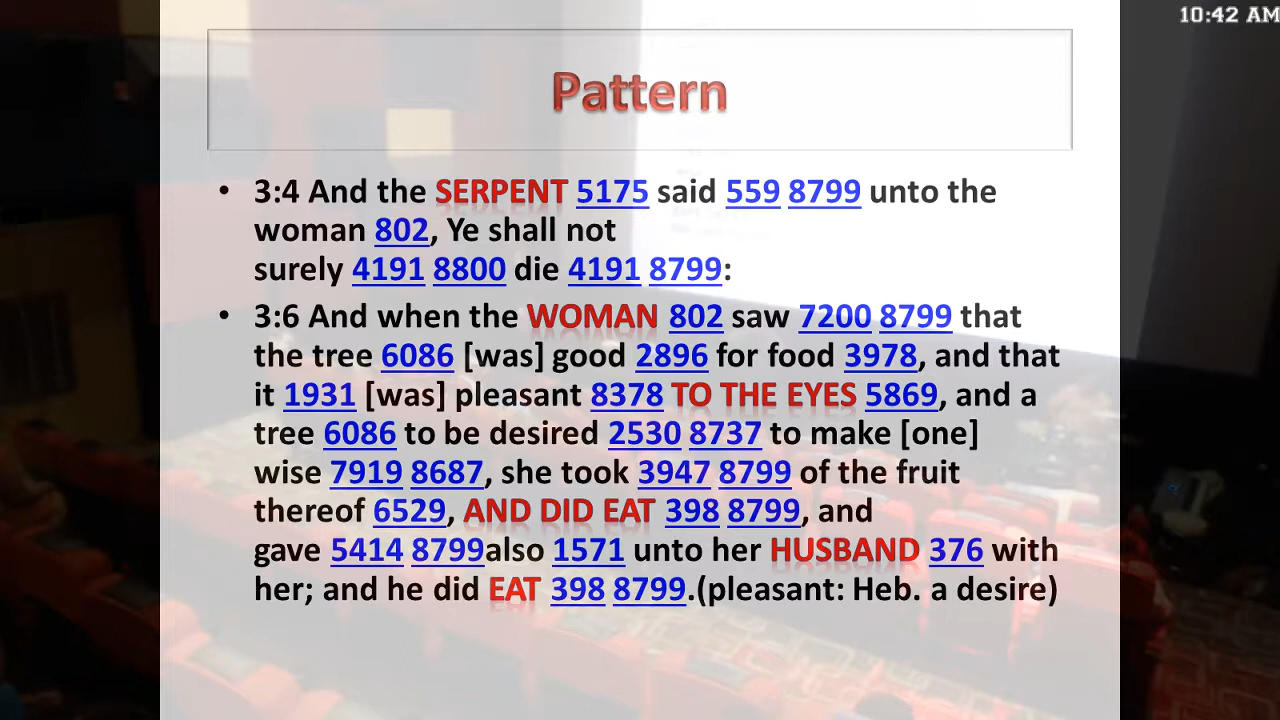 10:42 AM
Pattern
• 3:4 And the SERPENT 5175 said 559 8799 unto the
woman 802, Ye shall not
surely 4191 8800 die 4191 8799:
• 3:6 And when the WOMAN 802 saw 7200 8799 that
the tree 6086 [was] good 2896 for food 3978, and that
it 1931 [was] pleasant 8378 TO THE EYES 5869, and a
tree 6086 to be desired 2530 8737 to make [one]
wise 7919 8687, she took 3947 8799 of the fruit
thereof 6529, AND DID EAT 398 8799, and
gave 5414 8799also 1571 unto her HUSBAND 376 with
her; and he did EAT 398 8799.(pleasant: Heb. a desire)